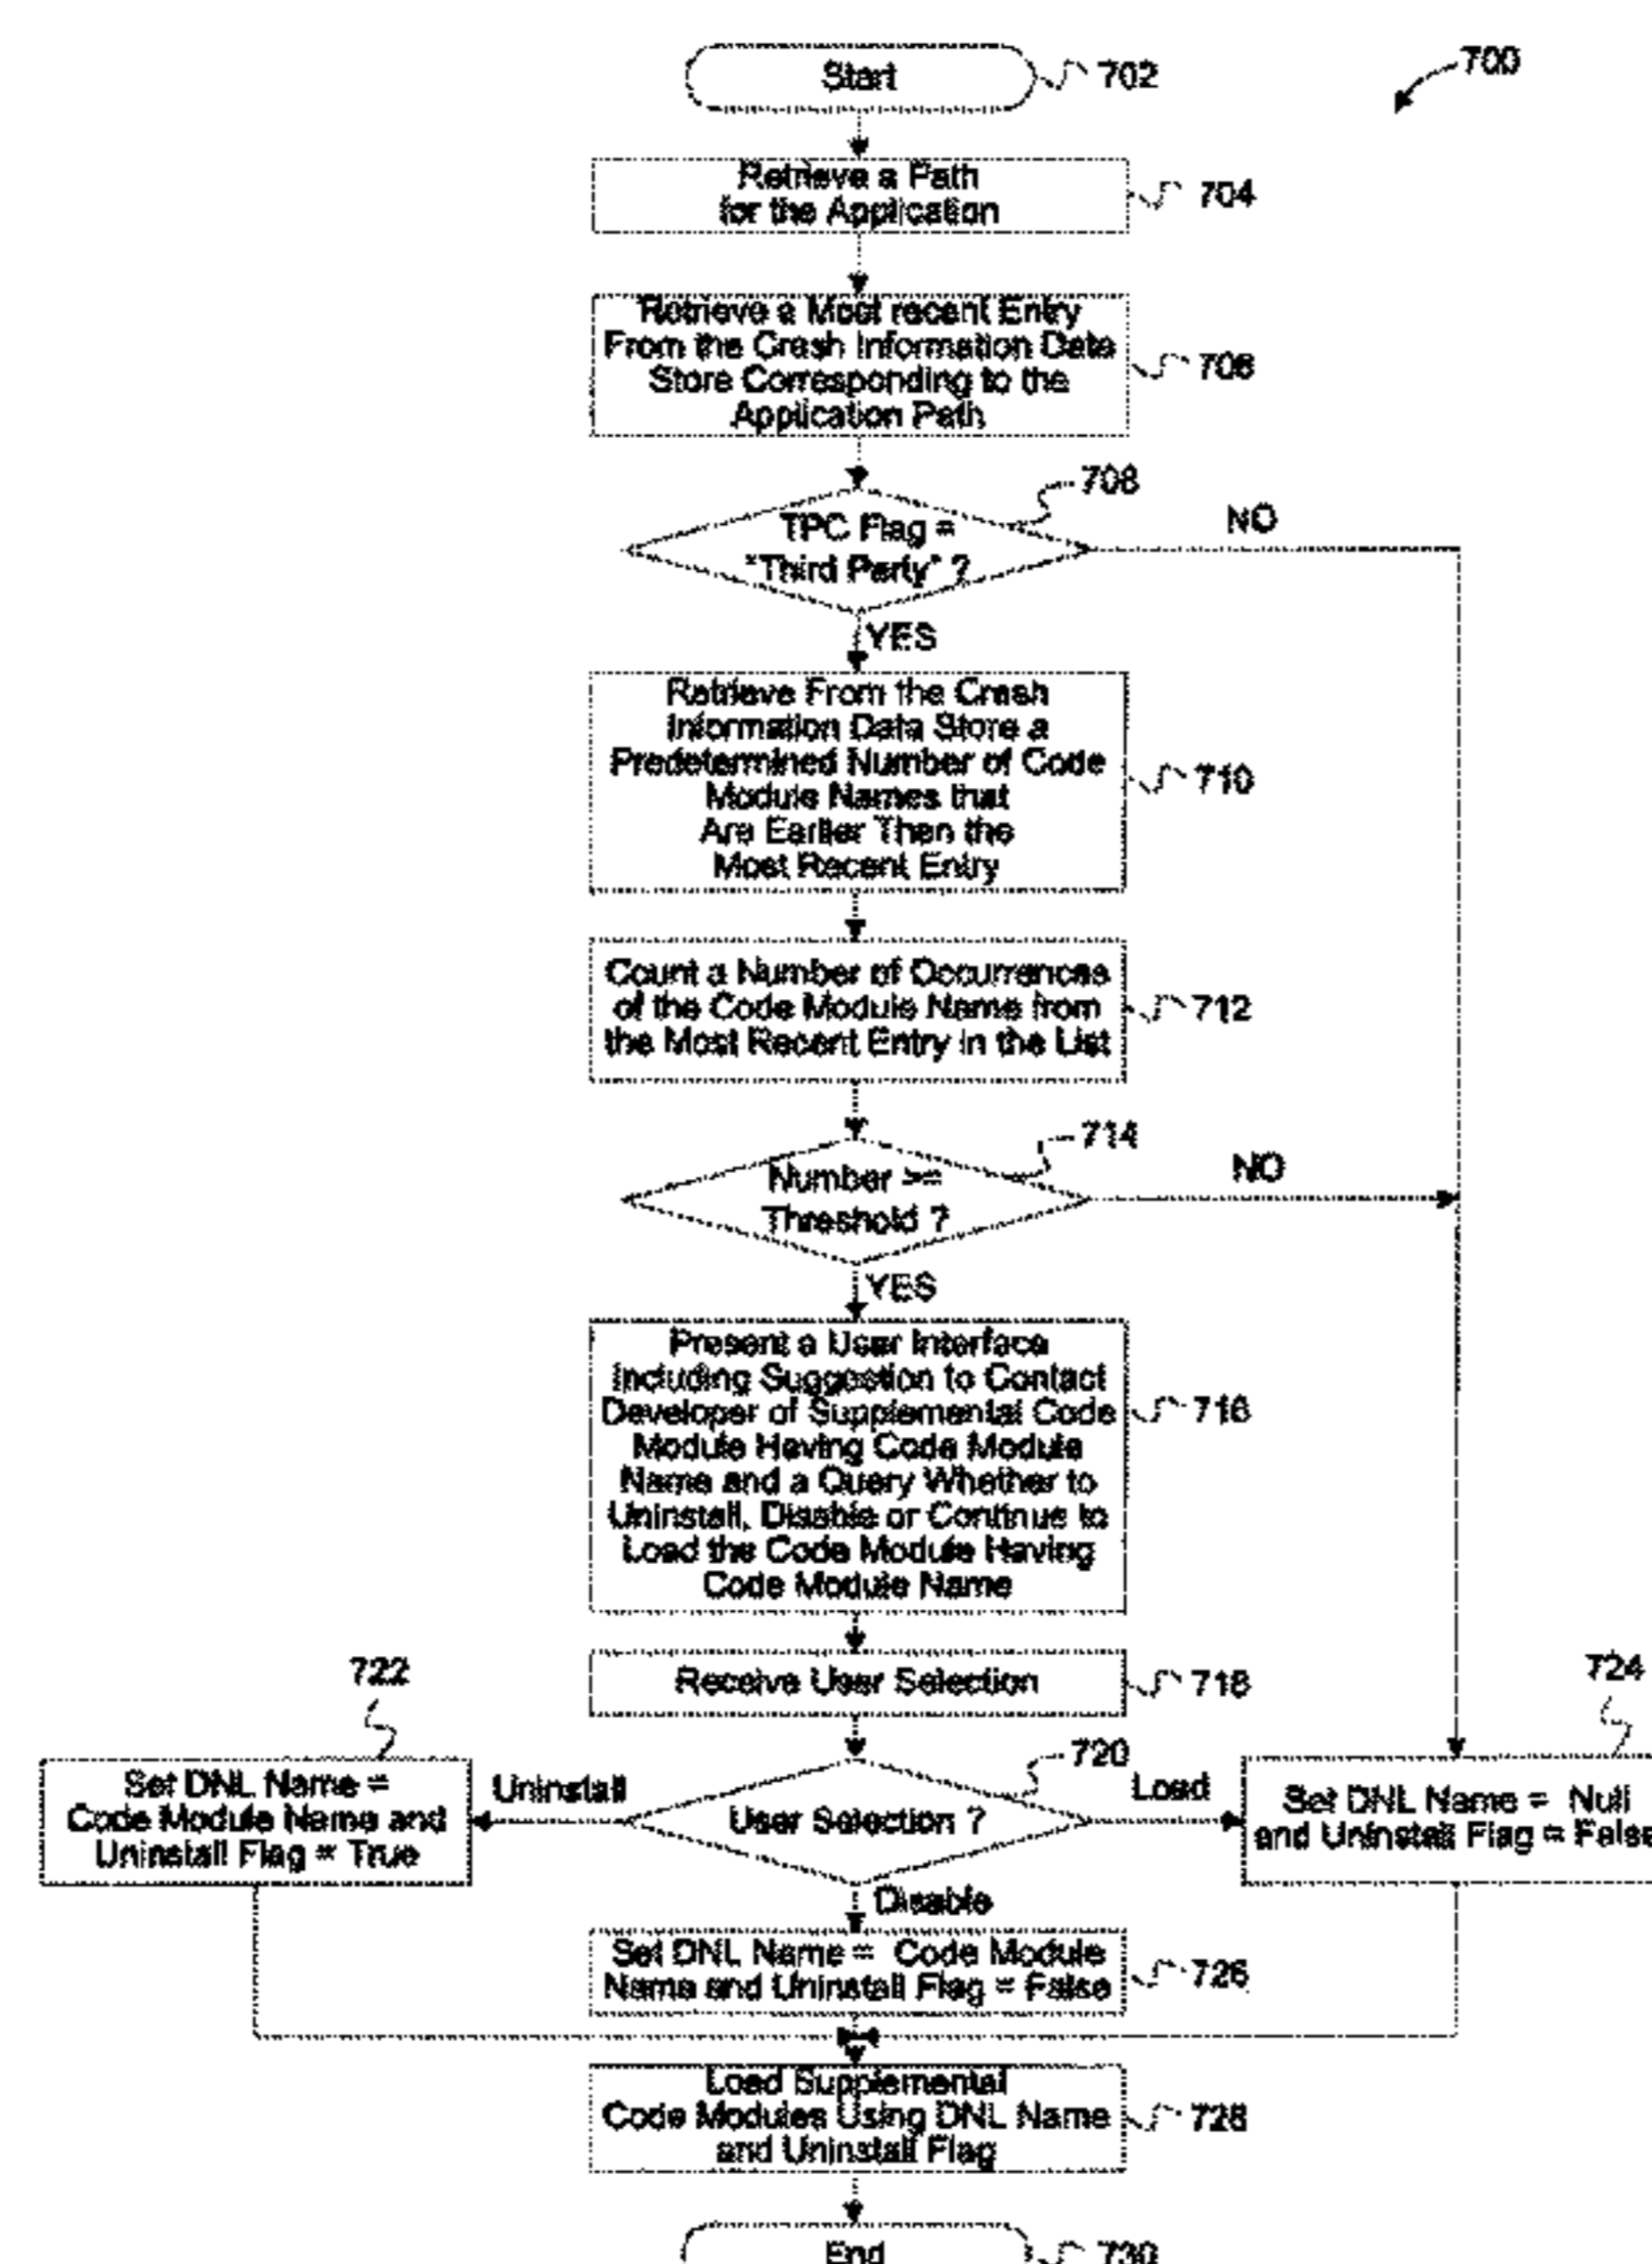 700
Start
702
Retrieve a Path
for the Application
704
Retrieve a Most recent Entry
From the Crash Information Data
Store Corresponding to the
Application Path
706
708
TPC Flag =
"Third Party" ?
NO
YES
Retrieve From the Crash
Information Data Store a
Predetermined Number of Code
Module Names that
Are Earlier Then the
Most Recent Entry
710
Count a Number of Occurrences
of the Code Module Name from
the Most Recent Entry in the List
712
714
Number >=
Threshold ?
NO
YES
Present a User Interface
Including Suggestion to Contact
Developer of Supplemental Code
Module Having Code Module
Name and a Query Whether to
Uninstall, Disable or Continue to
Load the Code Module Having
Code Module Name
716
Receive User Selection
718
722
724
720
Set DNL Name =
Code Module Name and
Uninstall Flag = True
Uninstall
User Selection ?
Load
Set DNL Name = Null
and Uninstall Flag = False
Disable
Set DNL Name = Code Module
Name and Uninstall Flag = False
726
Load Supplemental
Code Modules Using DNL Name
and Uninstall Flag
728
End
730